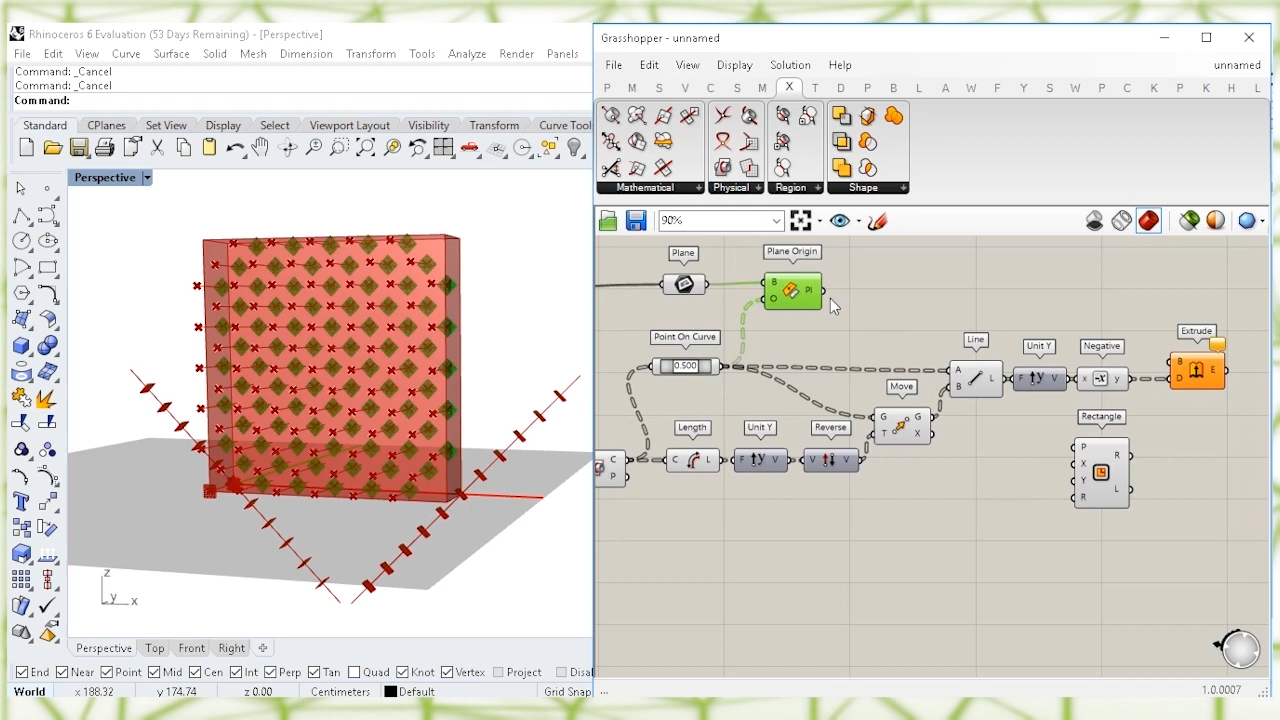 Rhinoceros 6 Evaluation (53 Days Remaining) - [Perspective]
File Edit View Curve Surface Solid Mesh Dimension Transform Tools Analyze Render Panels
Command: _Cancel
Command: _Cancel
Command:
Standard CPlanes Set View Display Select Viewport Layout Visibility Transform Curve Tool
Perspective
z
y
x
Perspective Top Front Right
End Near Point Mid Cen Int Perp Tan Quad Knot Vertex Project Disa
World x 188.32 y 174.74 z 0.00 Centimeters Default Grid Snap
Grasshopper - unnamed
File Edit View Display Solution Help unnamed
P M S V C S M X T D P B L A W F T D S W P C K P K H L
Mathematical Physical Region Shape
90%
Plane Plane Origin
B
O
Pl
Point On Curve
0.500
Line
A
B
L
Unit Y
F y V
Negative
x -x y
Extrude
B
D
E
Move
G
T
G
X
Length
C L
Unit Y
F y V
Reverse
V V
C
P
Rectangle
P
X
Y
R
R
L
... 1.0.0007